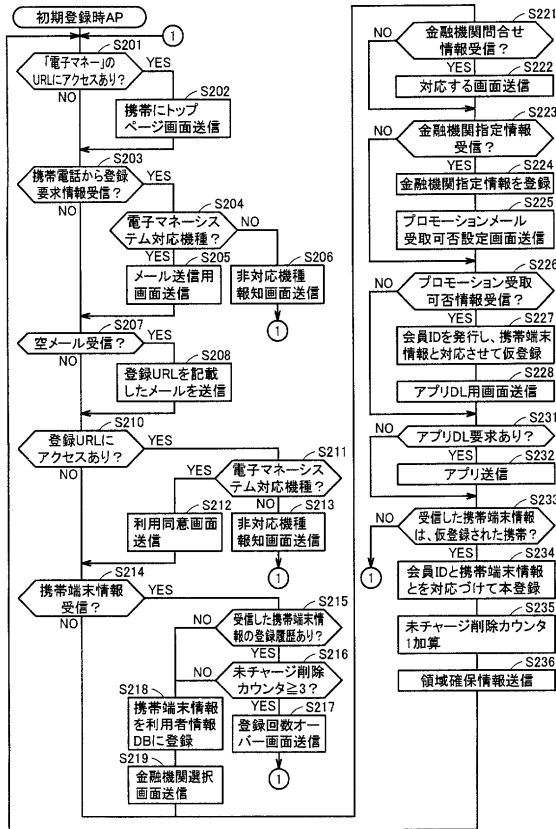 初期登録時AP
1
S201
「電子マネー」の
URLにアクセスあり?
YES
NO
S202
携帯にトップ
ページ画面送信
S203
携帯電話から登録
要求情報受信?
YES
NO
S204
電子マネーシス
テム対応機種?
NO
YES
S205
メール送信用
画面送信
S206
非対応機種
報知画面送信
1
S207
空メール受信?
YES
NO
S208
登録URLを記載
したメールを送信
S210
登録URLに
アクセスあり?
YES
NO
S211
電子マネーシス
テム対応機種?
YES
NO
S212
利用同意画面
送信
S213
非対応機種
報知画面送信
1
S214
携帯端末情報
受信?
YES
NO
S215
受信した携帯端末情
報の登録履歴あり?
NO
YES
S216
未チャージ削除
カウンタ≧3?
NO
YES
S217
登録回数オー
バー画面送信
1
S218
携帯端末情報
を利用者情報
DBに登録
S219
金融機関選択
画面送信
S221
金融機関問合せ
情報受信?
NO
YES
S222
対応する画面送信
S223
金融機関指定情報
受信?
NO
YES
S224
金融機関指定情報を登録
S225
プロモーションメール
受取可否設定画面送信
S226
プロモーション受取
可否情報受信?
NO
YES
S227
会員IDを発行し、携帯端末
情報と対応させて仮登録
S228
アプリDL用画面送信
S231
アプリDL要求あり?
NO
YES
S232
アプリ送信
S233
受信した携帯端末情報
は、仮登録された携帯?
NO
YES
1
S234
会員IDと携帯端末情報
とを対応づけて本登録
S235
未チャージ削除カウンタ
1加算
S236
領域確保情報送信